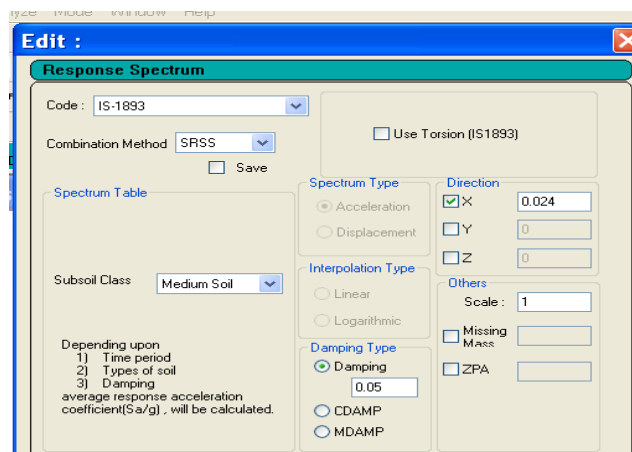 Mode Window Help
Edit :
Response Spectrum
Code : IS-1893
Use Torsion (IS1893)
Combination Method SRSS
Save
Spectrum Table
Subsoil Class Medium Soil
Depending upon
1) Time period
2) Types of soil
3) Damping
average response acceleration
coefficient(Sa/g) , will be calculated.
Spectrum Type
Acceleration
Displacement
Interpolation Type
Linear
Logarithmic
Damping Type
Damping
0.05
CDAMP
MDAMP
Direction
X 0.024
Y 0
Z 0
Others
Scale : 1
Missing
Mass
ZPA